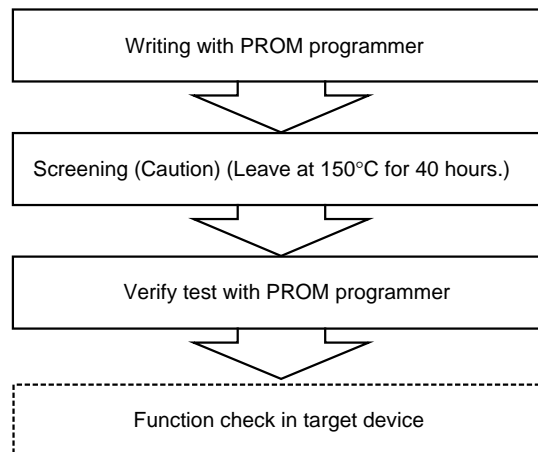 Writing with PROM programmer
Screening (Caution) (Leave at 150°C for 40 hours.)
Verify test with PROM programmer
Function check in target device